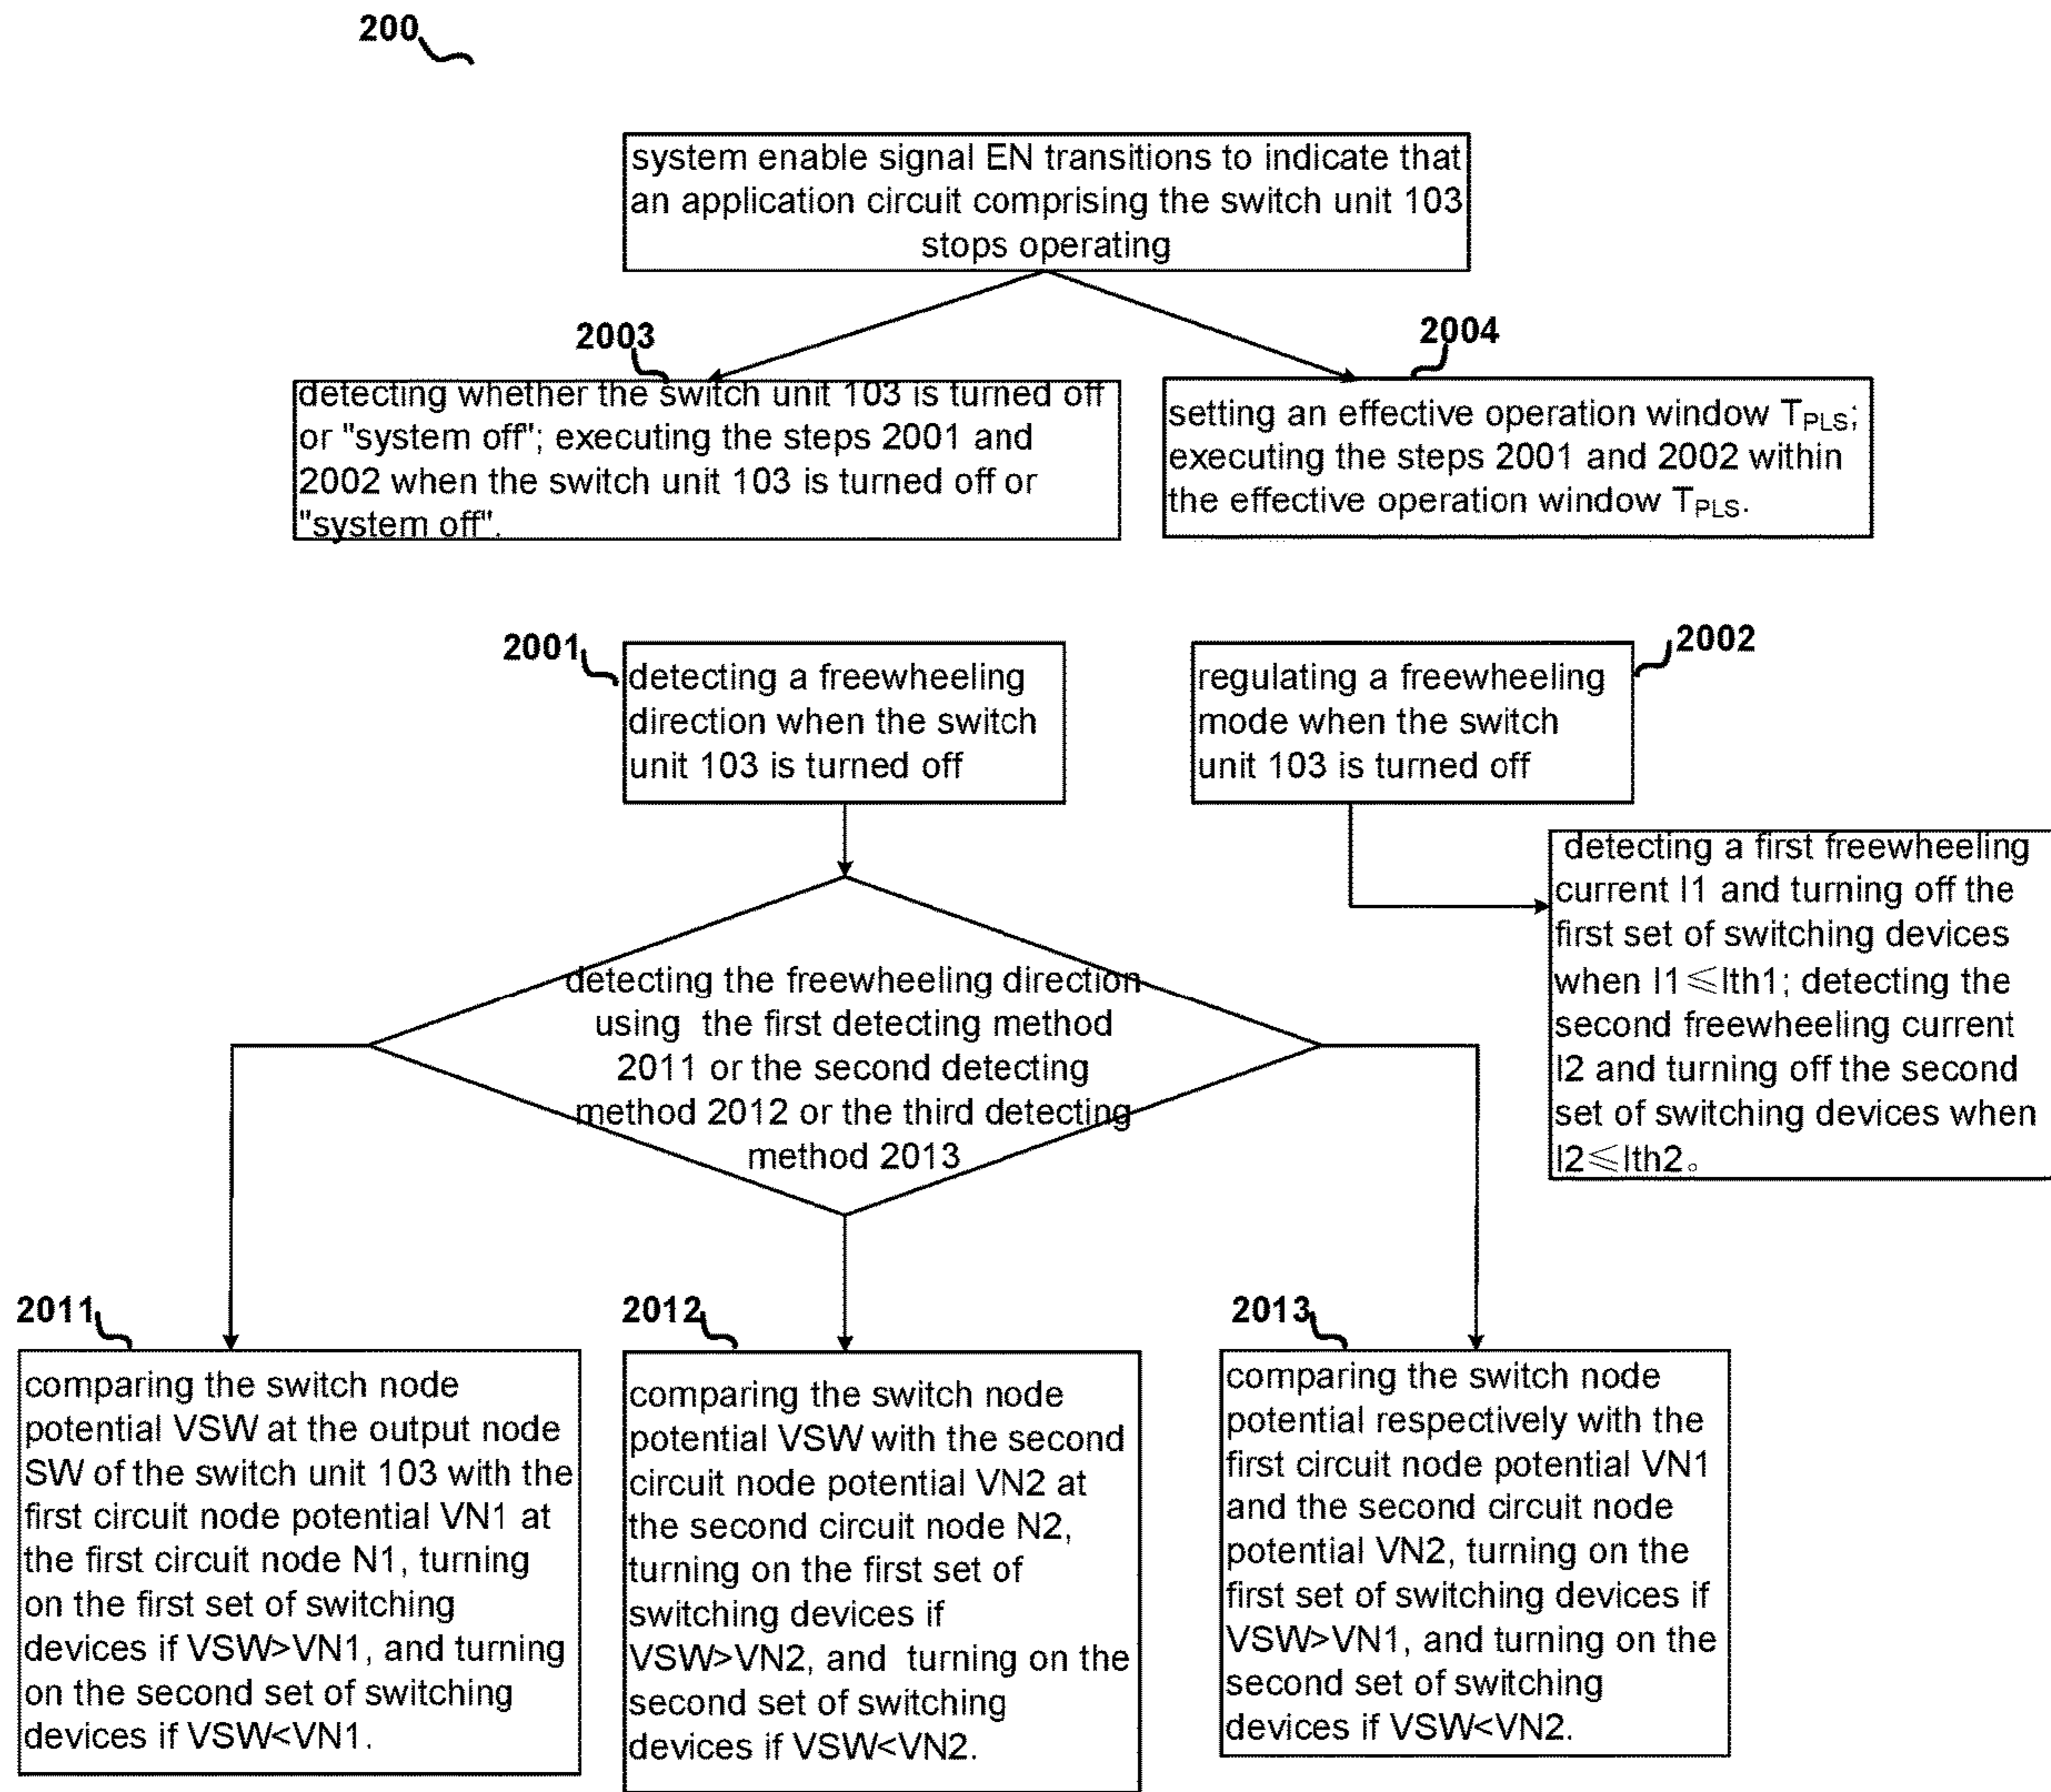 200
system enable signal EN transitions to indicate that
an application circuit comprising the switch unit 103
stops operating
2003
detecting whether the switch unit 103 is turned off
or "system off"; executing the steps 2001 and
2002 when the switch unit 103 is turned off or
"system off".
2004
setting an effective operation window TPLS;
executing the steps 2001 and 2002 within
the effective operation window TPLS.
2001
detecting a freewheeling
direction when the switch
unit 103 is turned off
2002
regulating a freewheeling
mode when the switch
unit 103 is turned off
detecting a first freewheeling
current I1 and turning off the
first set of switching devices
when I1≤Ith1; detecting the
second freewheeling current
I2 and turning off the second
set of switching devices when
I2≤Ith2。
detecting the freewheeling direction
using the first detecting method
2011 or the second detecting
method 2012 or the third detecting
method 2013
2011
comparing the switch node
potential VSW at the output node
SW of the switch unit 103 with the
first circuit node potential VN1 at
the first circuit node N1, turning
on the first set of switching
devices if VSW>VN1, and turning
on the second set of switching
devices if VSW<VN1.
2012
comparing the switch node
potential VSW with the second
circuit node potential VN2 at
the second circuit node N2,
turning on the first set of
switching devices if
VSW>VN2, and turning on the
second set of switching
devices if VSW<VN2.
2013
comparing the switch node
potential respectively with the
first circuit node potential VN1
and the second circuit node
potential VN2, turning on the
first set of switching devices if
VSW>VN1, and turning on the
second set of switching
devices if VSW<VN2.